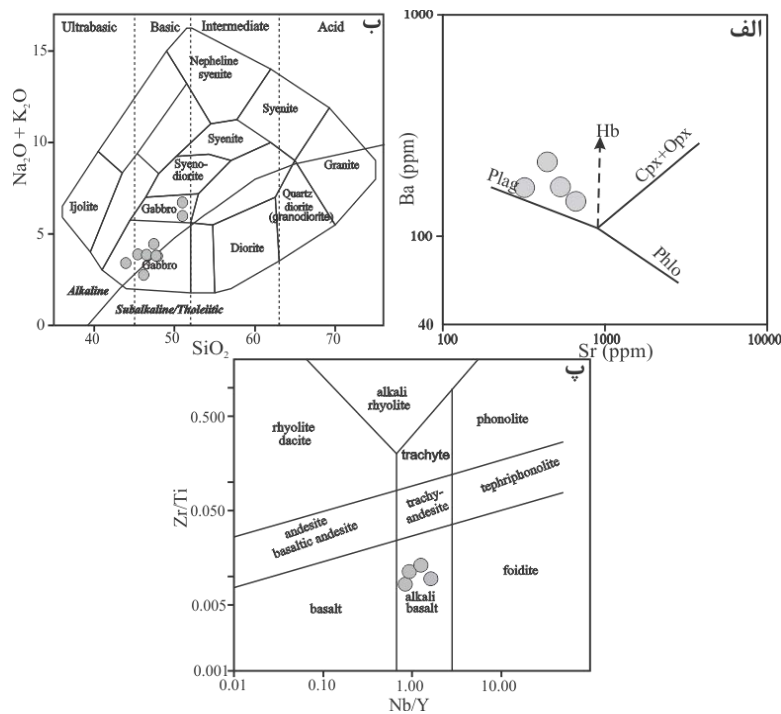 Ultrabasic
Basic
Intermediate
Acid
ب
15
10
5
0
Na₂O + K₂O
Nepheline
syenite
Syenite
Syenite
Syeno-
diorite
Granite
Ijolite
Gabbro
Quartz
diorite
(granodiorite)
Diorite
Gabbro
Alkaline
Subalkaline/Tholeiitic
40
50
60
70
SiO₂
الف
1000
100
40
Ba (ppm)
Hb
Cpx+Opx
Plag
Phlo
100
1000
10000
Sr (ppm)
پ
0.500
0.050
0.005
0.001
Zr/Ti
alkali
rhyolite
rhyolite
dacite
phonolite
trachyte
tephriphonolite
trachy-
andesite
andesite
basaltic andesite
foidite
basalt
alkali
basalt
0.01
0.10
1.00
10.00
Nb/Y